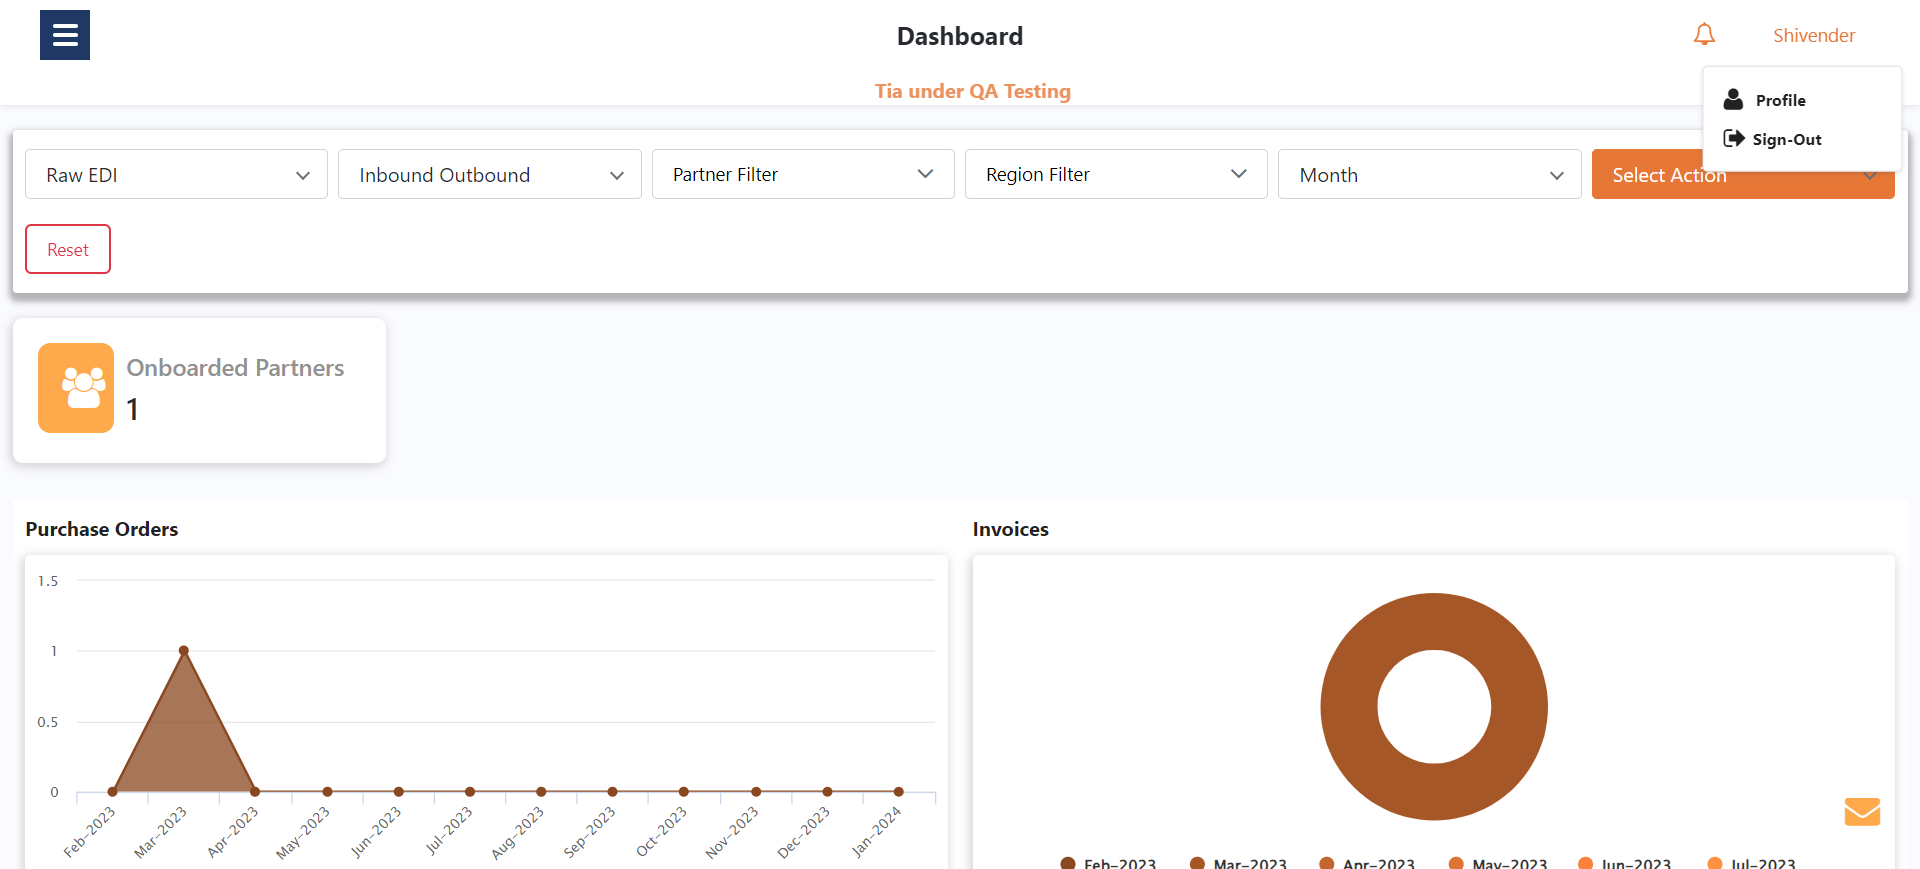 Dashboard
Shivender
Tia under QA Testing
Profile
Sign-Out
Raw EDI
Inbound Outbound
Partner Filter
Region Filter
Month
Select Action
Reset
Onboarded Partners
1
Purchase Orders
Invoices
1.5
1
0.5
0
Feb-2023
Mar-2023
Apr-2023
May-2023
Jun-2023
Jul-2023
Aug-2023
Sep-2023
Oct-2023
Nov-2023
Dec-2023
Jan-2024
Feb-2023
Mar-2023
Apr-2023
May-2023
Jun-2023
Jul-2023